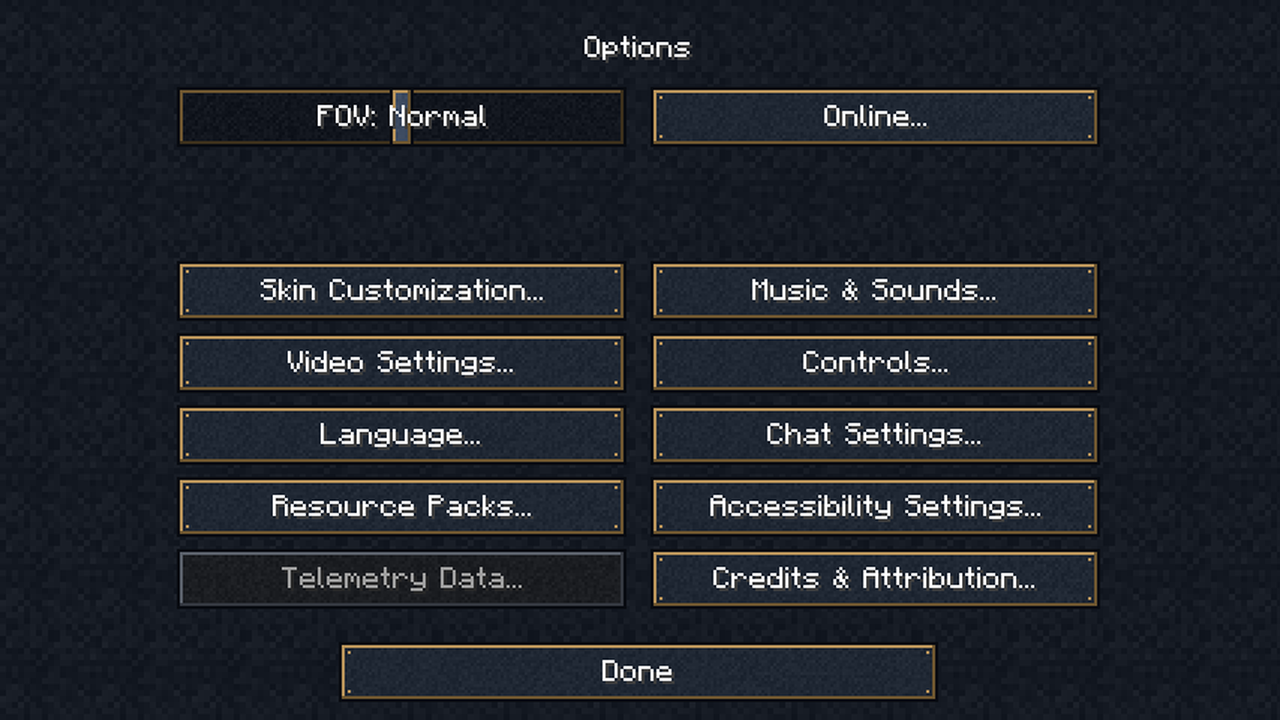 Options
FOV: Normal
Online...
Skin Customization...
Music & Sounds...
Video Settings...
Controls...
Language...
Chat Settings...
Resource Packs...
Accessibility Settings...
Telemetry Data...
Credits & Attribution...
Done